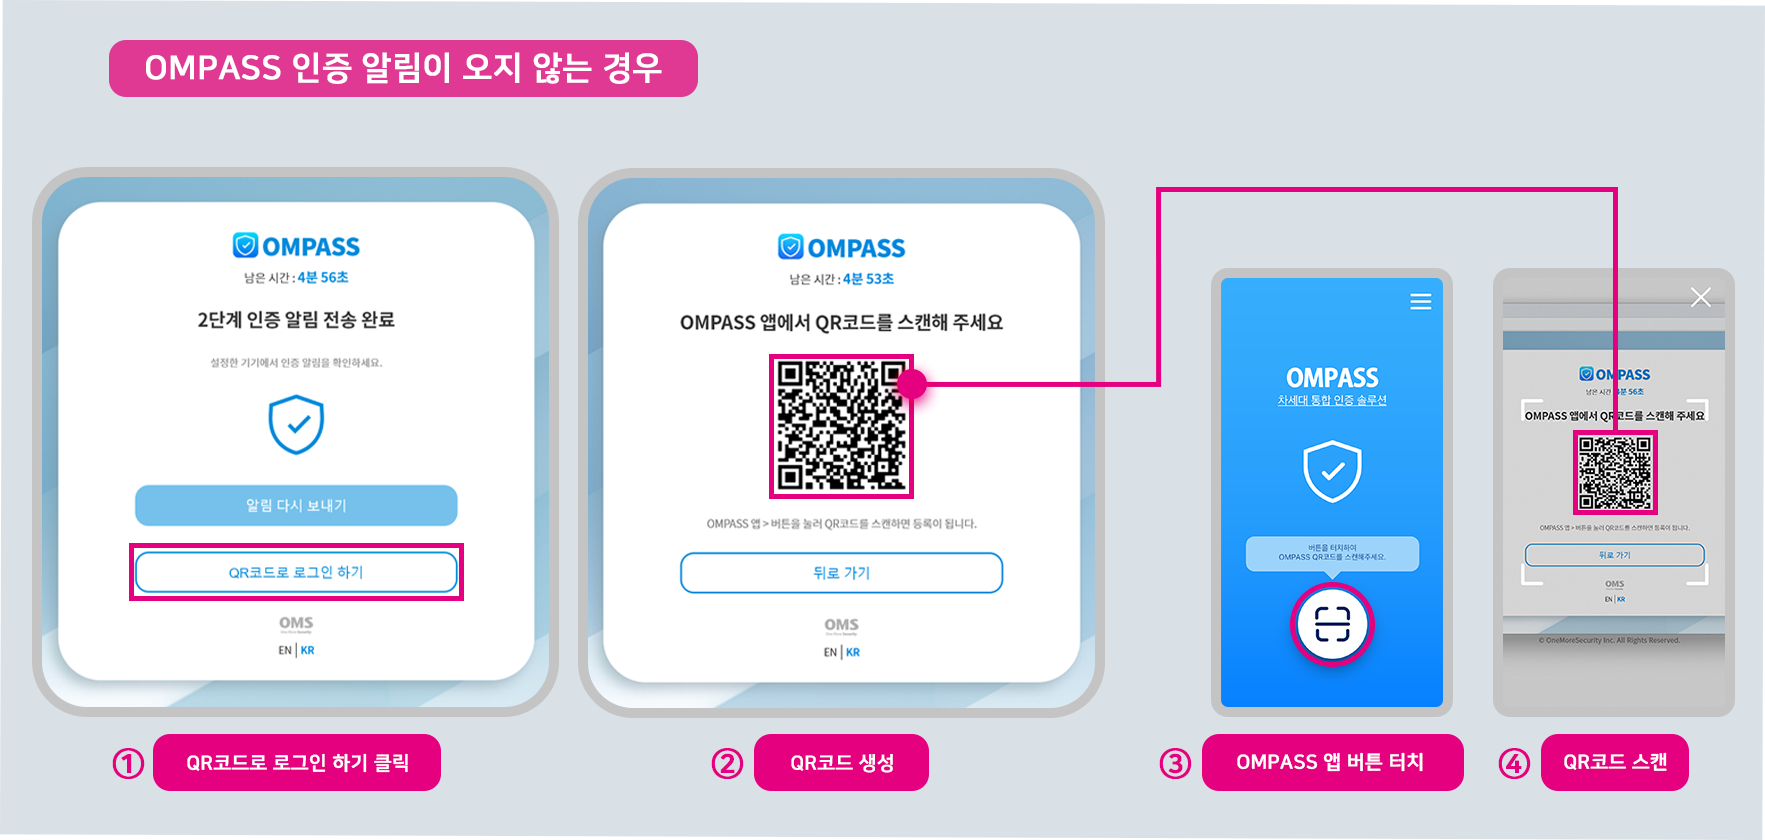 OMPASS 인증 알림이 오지 않는 경우
OMPASS
남은 시간 : 4분 56초
2단계 인증 알림 전송 완료
설정한 기기에서 인증 알림을 확인하세요.
알림 다시 보내기
QR코드로 로그인 하기
OMS
One More Security
EN | KR
① QR코드로 로그인 하기 클릭
OMPASS
남은 시간 : 4분 53초
OMPASS 앱에서 QR코드를 스캔해 주세요
OMPASS 앱 > 버튼을 눌러 QR코드를 스캔하면 등록이 됩니다.
뒤로 가기
OMS
One More Security
EN | KR
② QR코드 생성
OMPASS
차세대 통합 인증 솔루션
버튼을 터치하여
OMPASS QR코드를 스캔해주세요.
③ OMPASS 앱 버튼 터치
OMPASS
남은 시간 4분 56초
OMPASS 앱에서 QR코드를 스캔해 주세요
OMPASS 앱 > 버튼을 눌러 QR코드를 스캔하면 등록이 됩니다.
뒤로 가기
OMS
EN | KR
© OneMoreSecurity Inc. All Rights Reserved.
④ QR코드 스캔